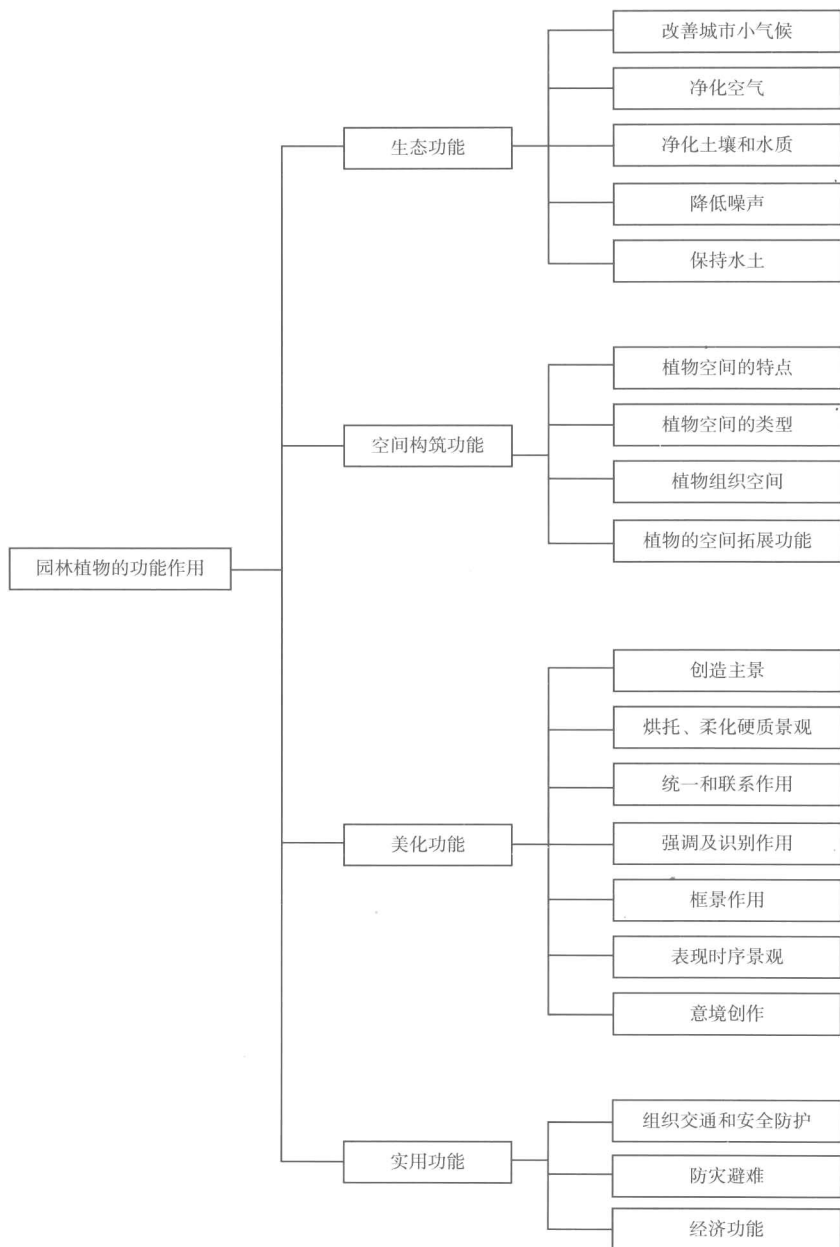 园林植物的功能作用
生态功能
改善城市小气候
净化空气
净化土壤和水质
降低噪声
保持水土
空间构筑功能
植物空间的特点
植物空间的类型
植物组织空间
植物的空间拓展功能
美化功能
创造主景
烘托、柔化硬质景观
统一和联系作用
强调及识别作用
框景作用
表现时序景观
意境创作
实用功能
组织交通和安全防护
防灾避难
经济功能